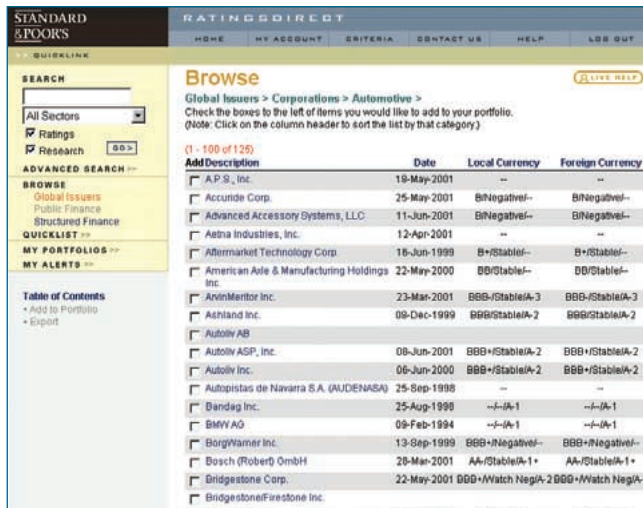 STANDARD
&POOR'S
RATINGSDIRECT
HOME MY ACCOUNT CRITERIA CONTACT US HELP LOG OUT
>> QUICKLINK
SEARCH
All Sectors
Ratings
Research GO>
ADVANCED SEARCH >>
BROWSE
Global Issuers
Public Finance
Structured Finance
QUICKLIST >>
MY PORTFOLIOS >>
MY ALERTS >>
Table of Contents
• Add to Portfolio
• Export
Browse
LIVE HELP
Global Issuers > Corporations > Automotive >
Check the boxes to the left of items you would like to add to your portfolio.
(Note: Click on the column header to sort the list by that category.)
(1 - 100 of 125)
Add Description Date Local Currency Foreign Currency
A.P.S., Inc. 18-May-2001 -- --
Accuride Corp. 25-May-2001 B/Negative/-- B/Negative/--
Advanced Accessory Systems, LLC 11-Jun-2001 B/Negative/-- B/Negative/--
Aetna Industries, Inc. 12-Apr-2001 -- --
Aftermarket Technology Corp. 16-Jun-1999 B+/Stable/-- B+/Stable/--
American Axle & Manufacturing Holdings Inc. 22-May-2000 BB/Stable/-- BB/Stable/--
ArvinMeritor Inc. 23-Mar-2001 BBB-/Stable/A-3 BBB-/Stable/A-3
Ashland Inc. 09-Dec-1999 BBB/Stable/A-2 BBB/Stable/A-2
Autoliv AB
Autoliv ASP, Inc. 08-Jun-2001 BBB+/Stable/A-2 BBB+/Stable/A-2
Autoliv Inc. 06-Jun-2000 BBB+/Stable/A-2 BBB+/Stable/A-2
Autopistas de Navarra S.A. (AUDENASA) 25-Sep-1998 -- --
Bandag Inc. 25-Aug-1998 --/--/A-1 --/--/A-1
BMW AG 09-Feb-1994 --/--/A-1 --/--/A-1
BorgWarner Inc. 13-Sep-1999 BBB+/Negative/-- BBB+/Negative/--
Bosch (Robert) GmbH 28-Mar-2001 AA-/Stable/A-1+ AA-/Stable/A-1+
Bridgestone Corp. 22-May-2001 BBB+/Watch Neg/A-2 BBB+/Watch Neg/A-
Bridgestone/Firestone Inc.